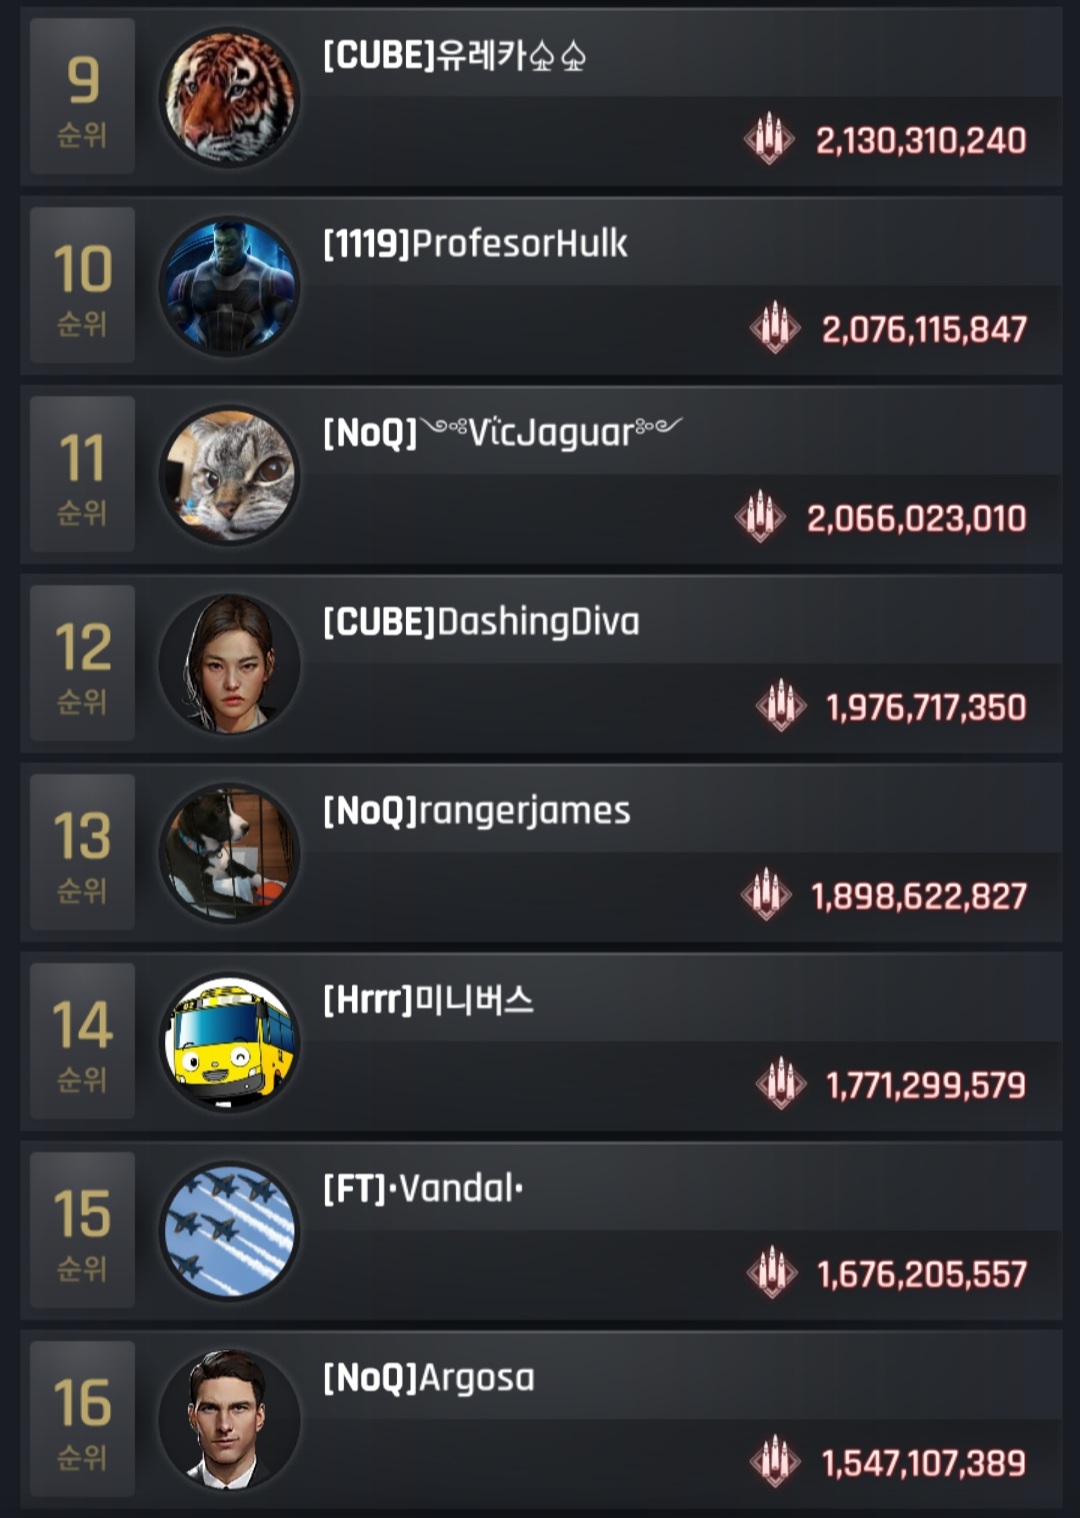 9
순위
[CUBE]유레카♤♤
2,130,310,240
10
순위
[1119]ProfesorHulk
2,076,115,847
11
순위
[NoQ]༺VἴcJaguar༻
2,066,023,010
12
순위
[CUBE]DashingDiva
1,976,717,350
13
순위
[NoQ]rangerjames
1,898,622,827
14
순위
[Hrrr]미니버스
1,771,299,579
15
순위
[FT]•Vandal•
1,676,205,557
16
순위
[NoQ]Argosa
1,547,107,389